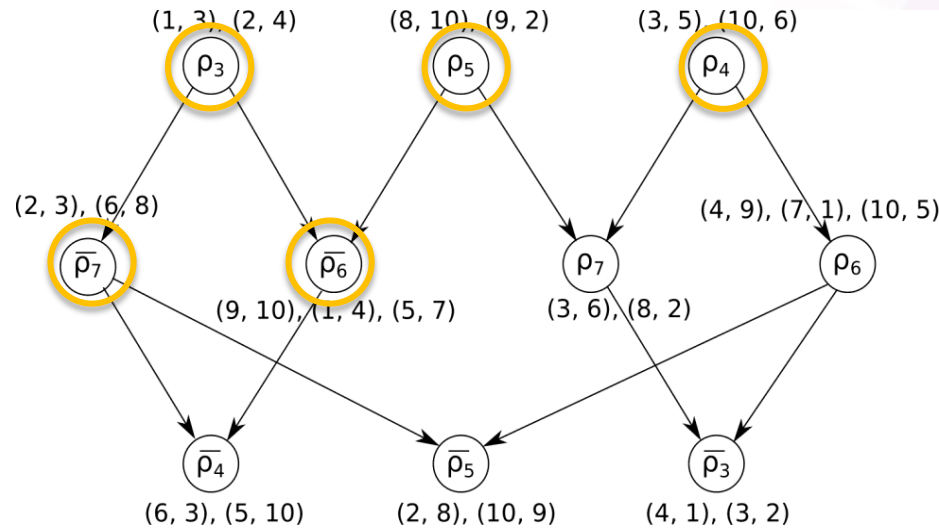 (1, 3), (2, 4) (8, 10), (9, 2) (3, 5), (10, 6)
ρ₃ ρ₅ ρ₄
(2, 3), (6, 8) (4, 9), (7, 1), (10, 5)
ρ̅₇ ρ̅₆ ρ₇ ρ₆
(9, 10), (1, 4), (5, 7) (3, 6), (8, 2)
ρ̅₄ ρ̅₅ ρ̅₃
(6, 3), (5, 10) (2, 8), (10, 9) (4, 1), (3, 2)